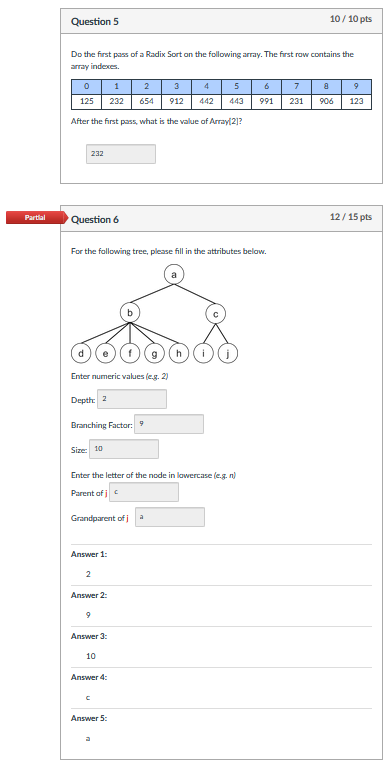 Question 5 10 / 10 pts
Do the first pass of a Radix Sort on the following array. The first row contains the
array indexes.
0 1 2 3 4 5 6 7 8 9
125 232 654 912 442 443 991 231 906 123
After the first pass, what is the value of Array[2]?
232
Partial
Question 6 12 / 15 pts
For the following tree, please fill in the attributes below.
a
b c
d e f g h i j
Enter numeric values (e.g. 2)
Depth: 2
Branching Factor: 9
Size: 10
Enter the letter of the node in lowercase (e.g. n)
Parent of j c
Grandparent of j a
Answer 1:
2
Answer 2:
9
Answer 3:
10
Answer 4:
c
Answer 5:
a